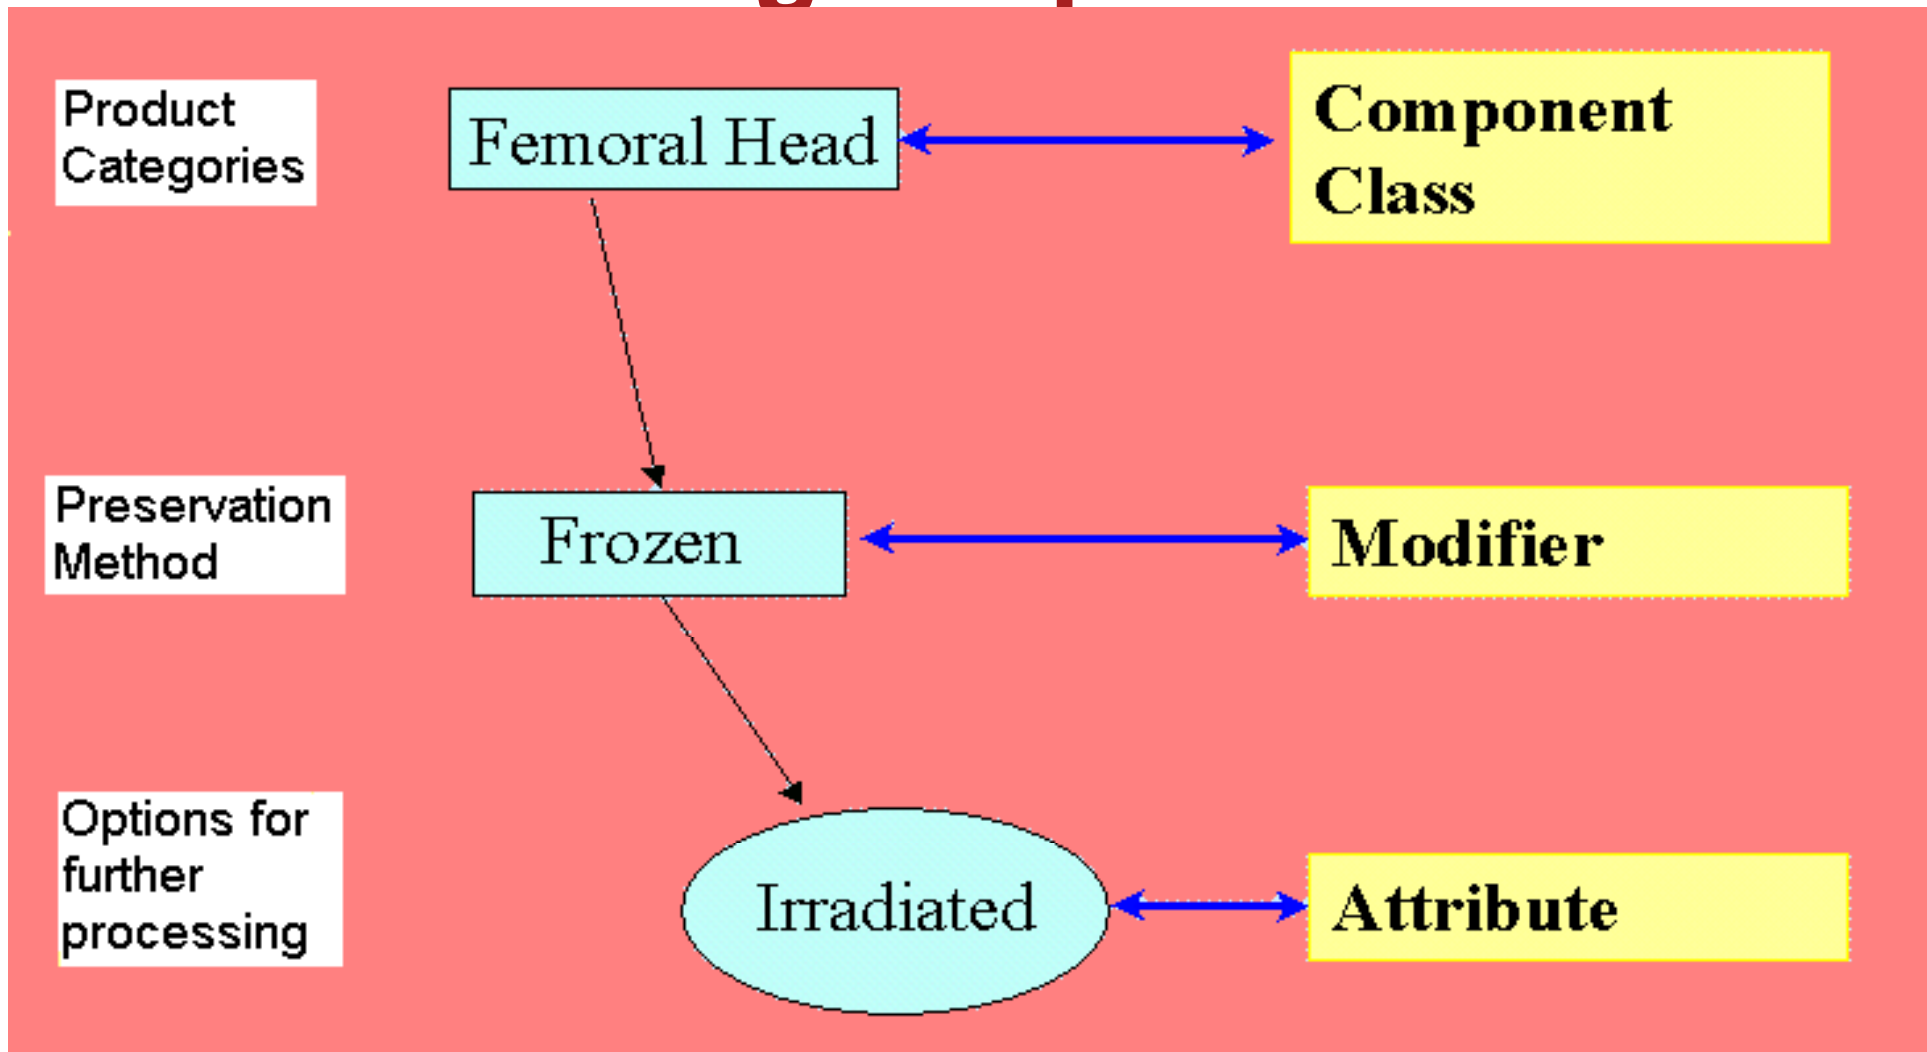 Product
Categories
Femoral Head
Component
Class
Preservation
Method
Frozen
Modifier
Options for
further
processing
Irradiated
Attribute